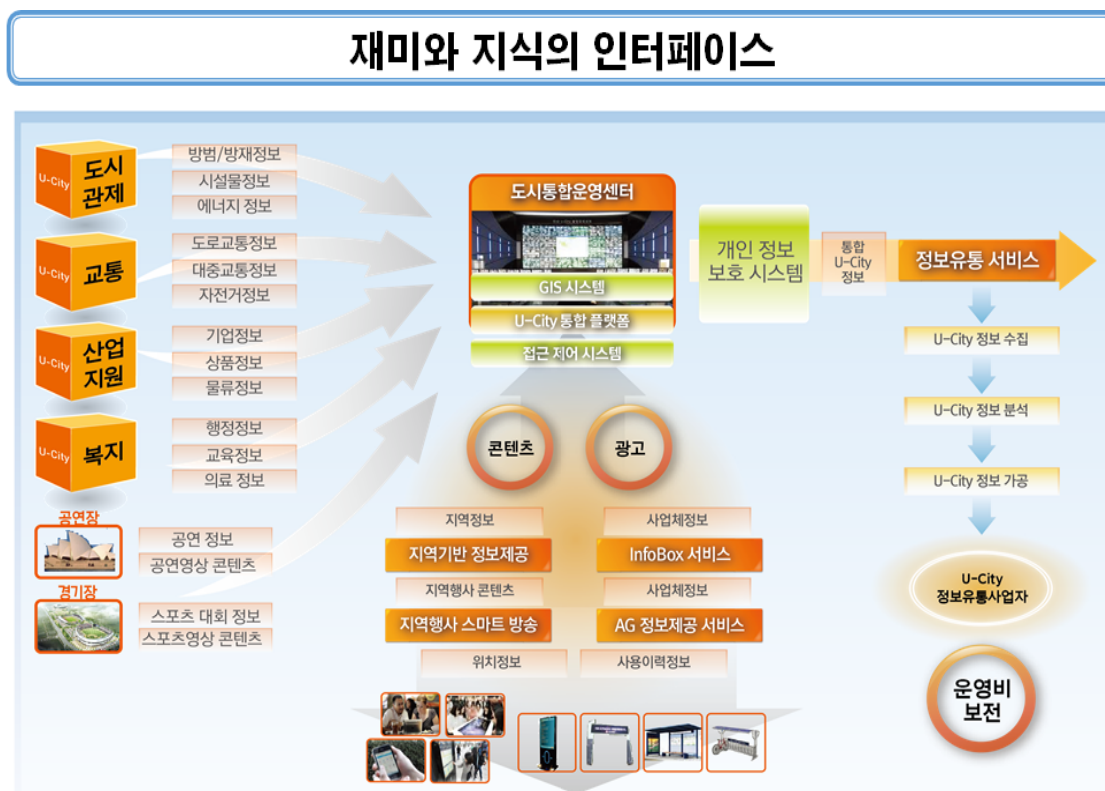 재미와 지식의 인터페이스
U-City
도시
관제
방범/방재정보
시설물정보
에너지 정보
U-City
교통
도로교통정보
대중교통정보
자전거정보
U-City
산업
지원
기업정보
상품정보
물류정보
U-City
복지
행정정보
교육정보
의료 정보
공연장
공연 정보
공연영상 콘텐츠
경기장
스포츠 대회 정보
스포츠영상 콘텐츠
도시통합운영센터
GIS 시스템
U-City 통합 플랫폼
접근 제어 시스템
콘텐츠
광고
지역정보
지역기반 정보제공
지역행사 콘텐츠
지역행사 스마트 방송
위치정보
사업체정보
InfoBox 서비스
사업체정보
AG 정보제공 서비스
사용이력정보
개인 정보
보호 시스템
통합
U-City
정보
정보유통 서비스
U-City 정보 수집
U-City 정보 분석
U-City 정보 가공
U-City
정보유통사업자
운영비
보전